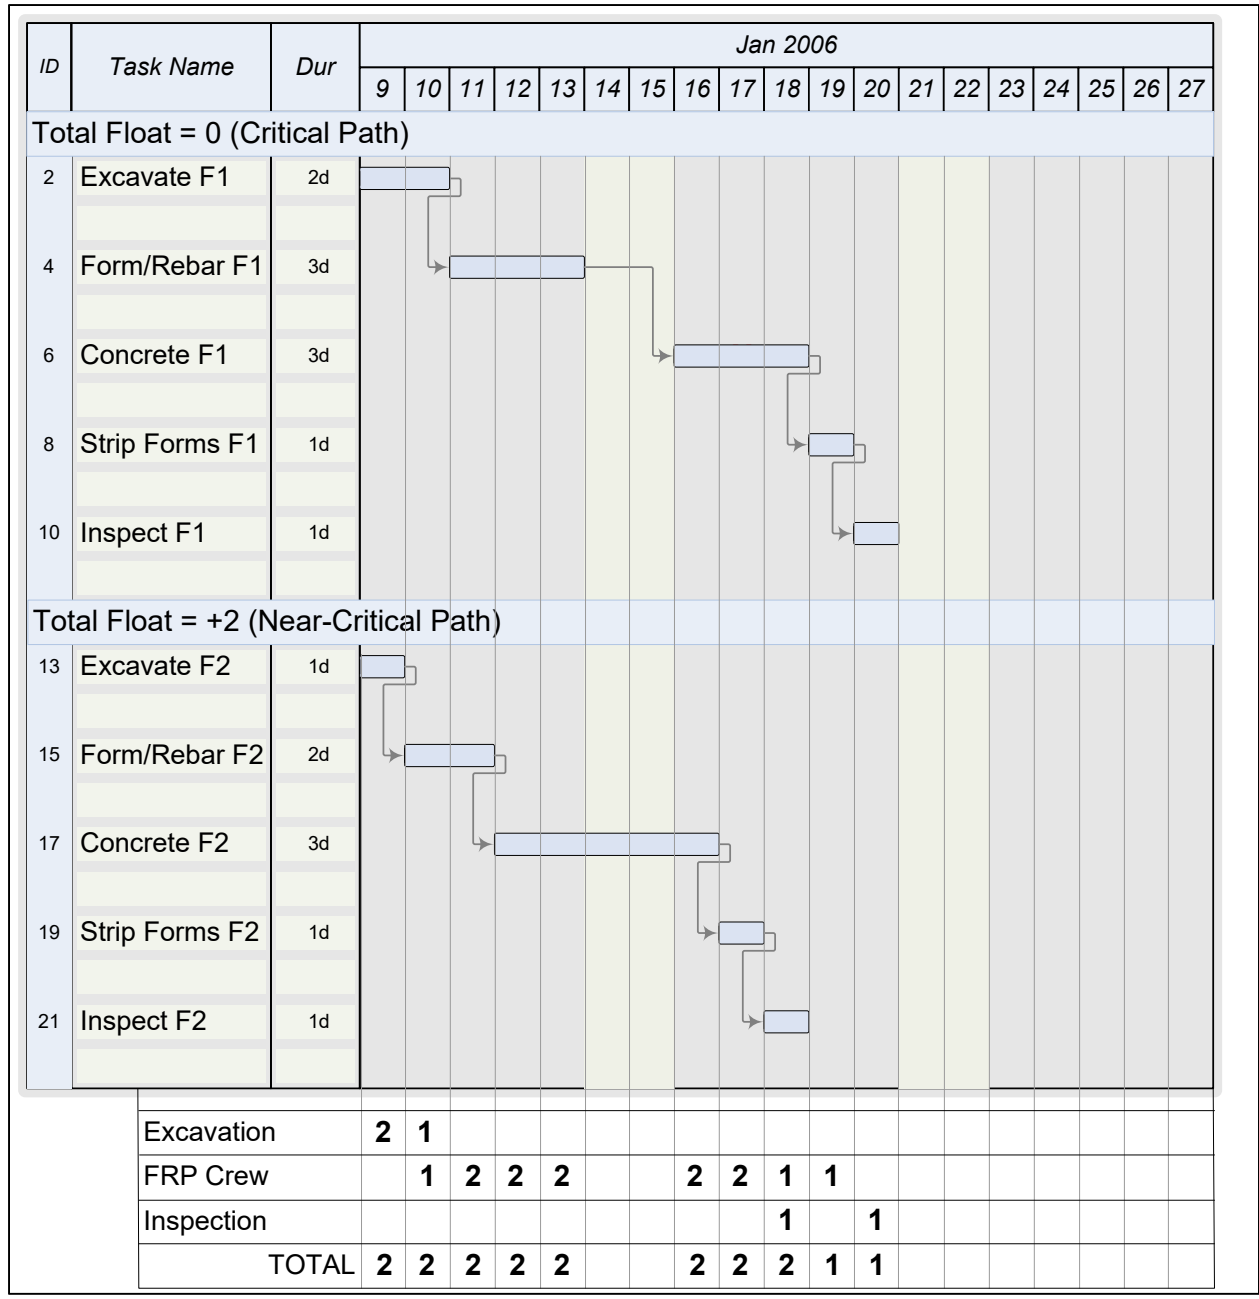 ID Task Name Dur Jan 2006
9 10 11 12 13 14 15 16 17 18 19 20 21 22 23 24 25 26 27
Total Float = 0 (Critical Path)
2 Excavate F1 2d
4 Form/Rebar F1 3d
6 Concrete F1 3d
8 Strip Forms F1 1d
10 Inspect F1 1d
Total Float = +2 (Near-Critical Path)
13 Excavate F2 1d
15 Form/Rebar F2 2d
17 Concrete F2 3d
19 Strip Forms F2 1d
21 Inspect F2 1d
Excavation 2 1
FRP Crew 1 2 2 2 2 2 1 1
Inspection 1 1
TOTAL 2 2 2 2 2 2 2 2 1 1